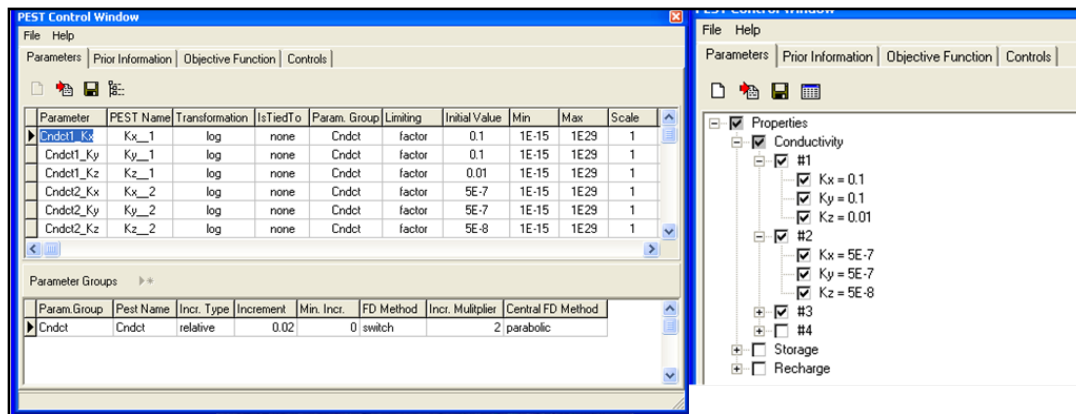 PEST Control Window
File Help
Parameters Prior Information Objective Function Controls
Parameter PEST Name Transformation IsTiedTo Param. Group Limiting Initial Value Min Max Scale
Cndct1_Kx Kx__1 log none Cndct factor 0.1 1E-15 1E29 1
Cndct1_Ky Ky__1 log none Cndct factor 0.1 1E-15 1E29 1
Cndct1_Kz Kz__1 log none Cndct factor 0.01 1E-15 1E29 1
Cndct2_Kx Kx__2 log none Cndct factor 5E-7 1E-15 1E29 1
Cndct2_Ky Ky__2 log none Cndct factor 5E-7 1E-15 1E29 1
Cndct2_Kz Kz__2 log none Cndct factor 5E-8 1E-15 1E29 1
Parameter Groups
Param.Group Pest Name Incr. Type Increment Min. Incr. FD Method Incr. Mulitplier Central FD Method
Cndct Cndct relative 0.02 0 switch 2 parabolic
PEST Control Window
File Help
Parameters Prior Information Objective Function Controls
Properties
Conductivity
#1
Kx = 0.1
Ky = 0.1
Kz = 0.01
#2
Kx = 5E-7
Ky = 5E-7
Kz = 5E-8
#3
#4
Storage
Recharge